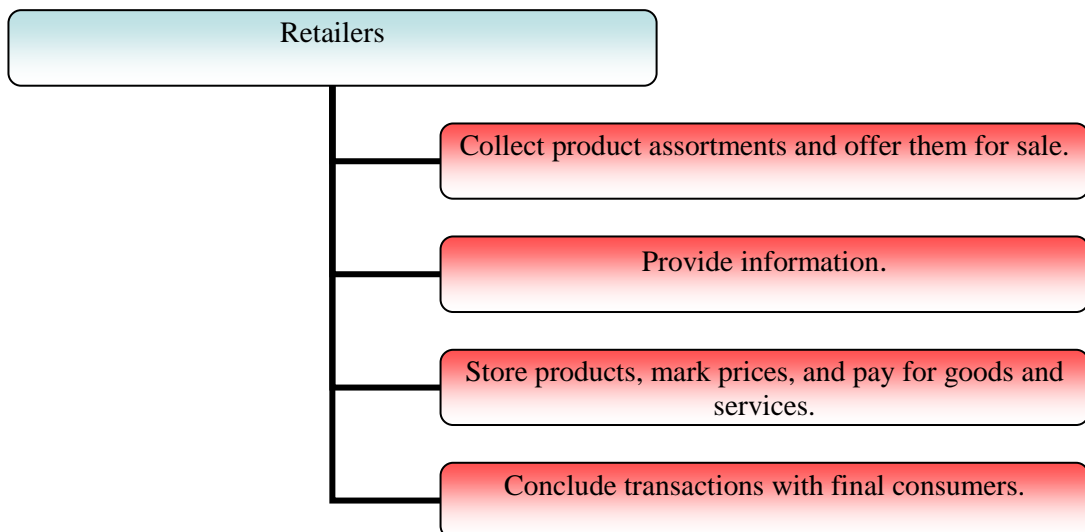 Retailers
Collect product assortments and offer them for sale.
Provide information.
Store products, mark prices, and pay for goods and
services.
Conclude transactions with final consumers.